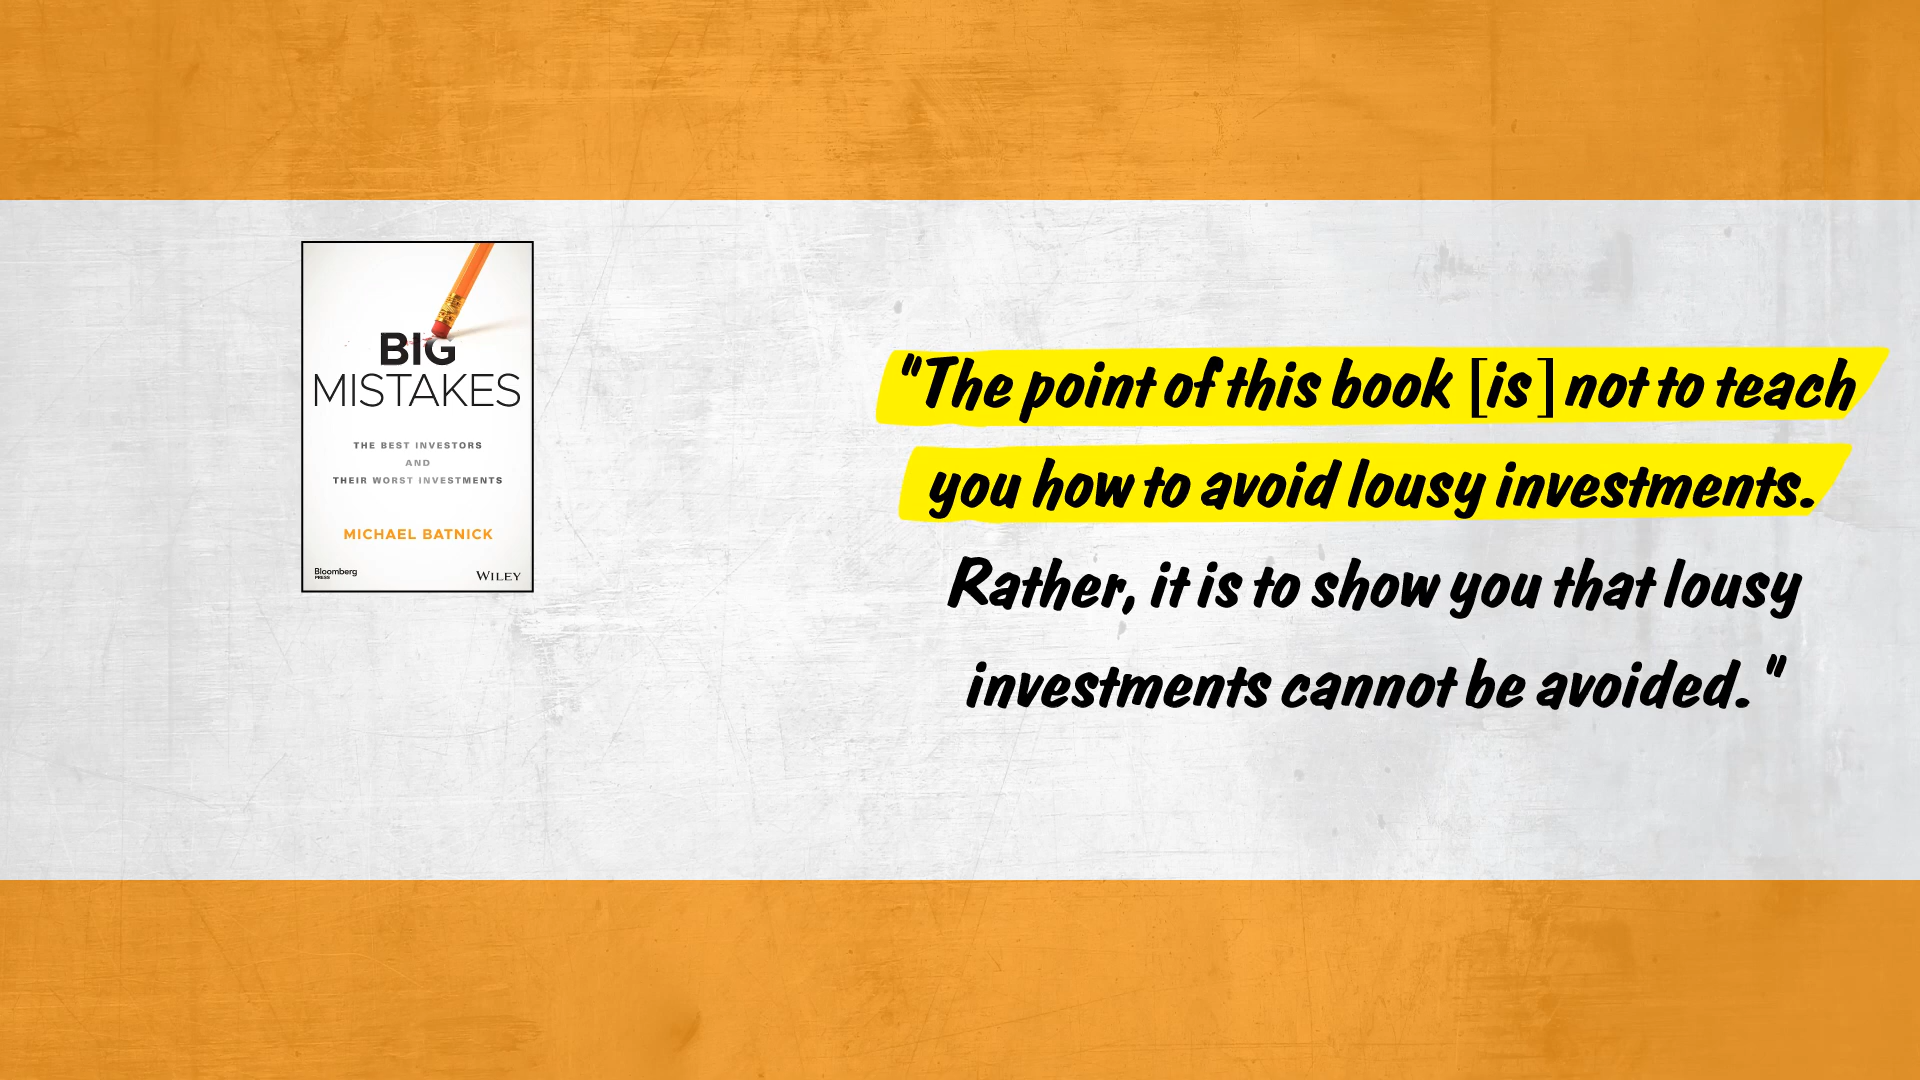 BIG
MISTAKES
THE BEST INVESTORS
AND
THEIR WORST INVESTMENTS
MICHAEL BATNICK
Bloomberg
PRESS
WILEY
"The point of this book [is] not to teach
you how to avoid lousy investments.
Rather, it is to show you that lousy
investments cannot be avoided."